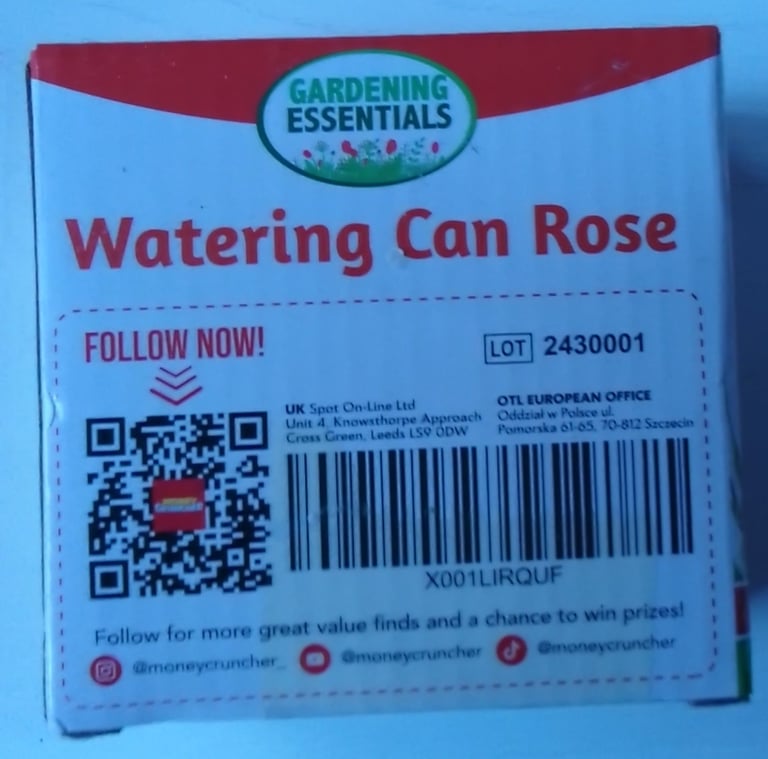 GARDENING
ESSENTIALS
Watering Can Rose
FOLLOW NOW!
LOT 2430001
UK Spot On-Line Ltd
Unit 4, Knowsthorpe Approach
Cross Green, Leeds LS9 0DW
OTL EUROPEAN OFFICE
Oddział w Polsce ul.
Pomorska 61-65, 70-812 Szczecin
MONEY
CRUNCHER
X001LIRQUF
Follow for more great value finds and a chance to win prizes!
@moneycruncher_ @moneycruncher @moneycruncher